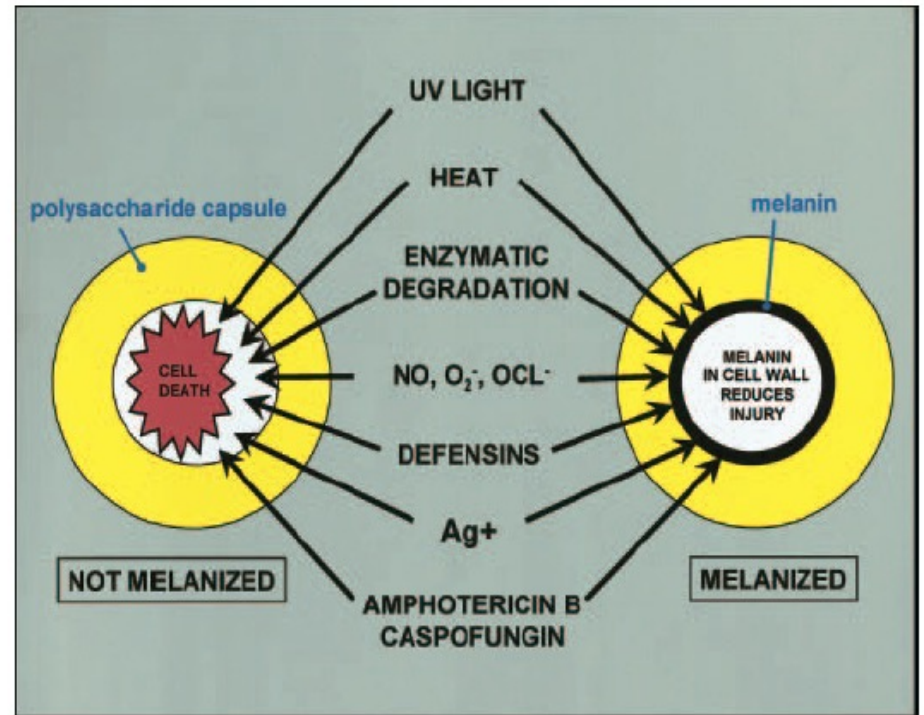 UV LIGHT
HEAT
polysaccharide capsule
melanin
ENZYMATIC
DEGRADATION
CELL
DEATH
NO, O₂⁻, OCL⁻
MELANIN
IN CELL WALL
REDUCES
INJURY
DEFENSINS
Ag+
NOT MELANIZED
MELANIZED
AMPHOTERICIN B
CASPOFUNGIN